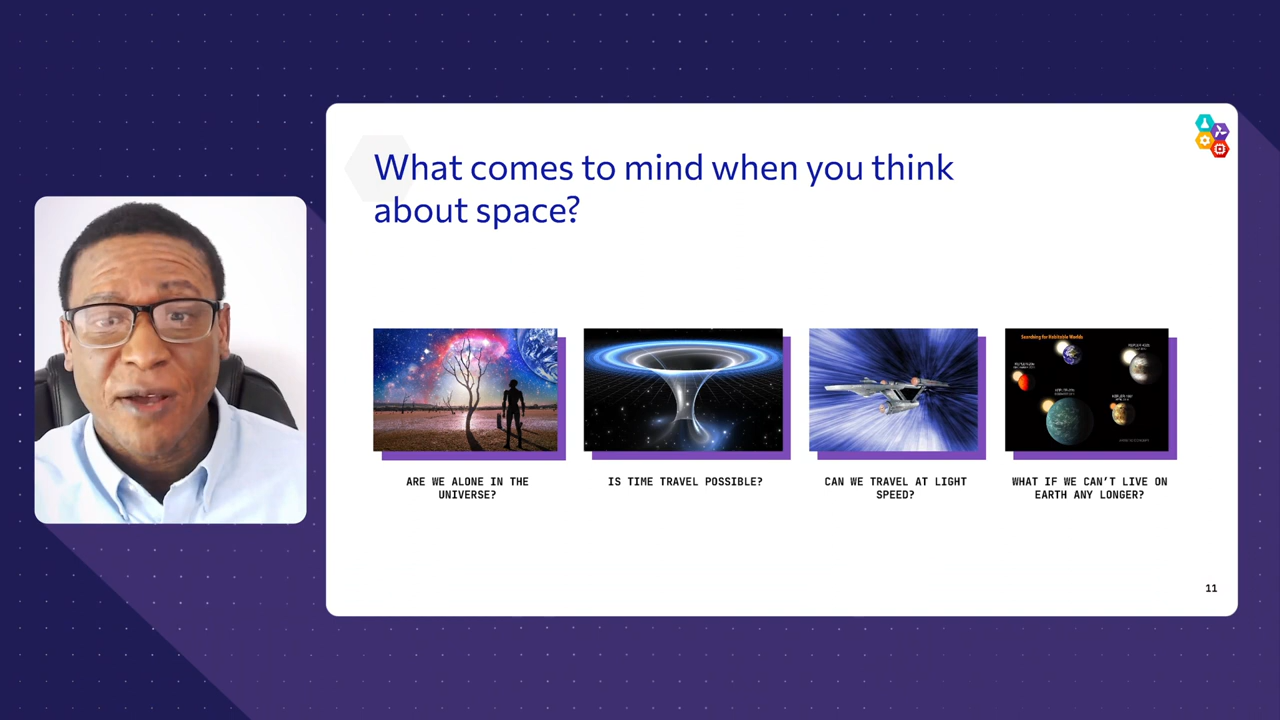 What comes to mind when you think
about space?
Searching for Habitable Worlds
ARE WE ALONE IN THE
UNIVERSE?
IS TIME TRAVEL POSSIBLE?
CAN WE TRAVEL AT LIGHT
SPEED?
WHAT IF WE CAN’T LIVE ON
EARTH ANY LONGER?
11